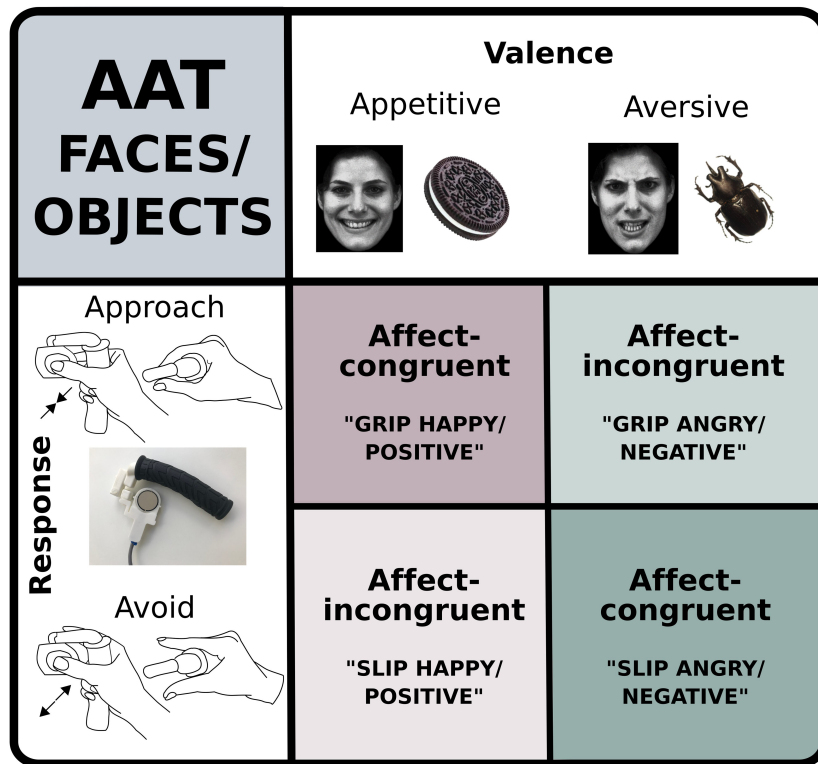 AAT
FACES/
OBJECTS
Valence
Appetitive
Aversive
Approach
Response
Avoid
Affect-
congruent
"GRIP HAPPY/
POSITIVE"
Affect-
incongruent
"GRIP ANGRY/
NEGATIVE"
Affect-
incongruent
"SLIP HAPPY/
POSITIVE"
Affect-
congruent
"SLIP ANGRY/
NEGATIVE"